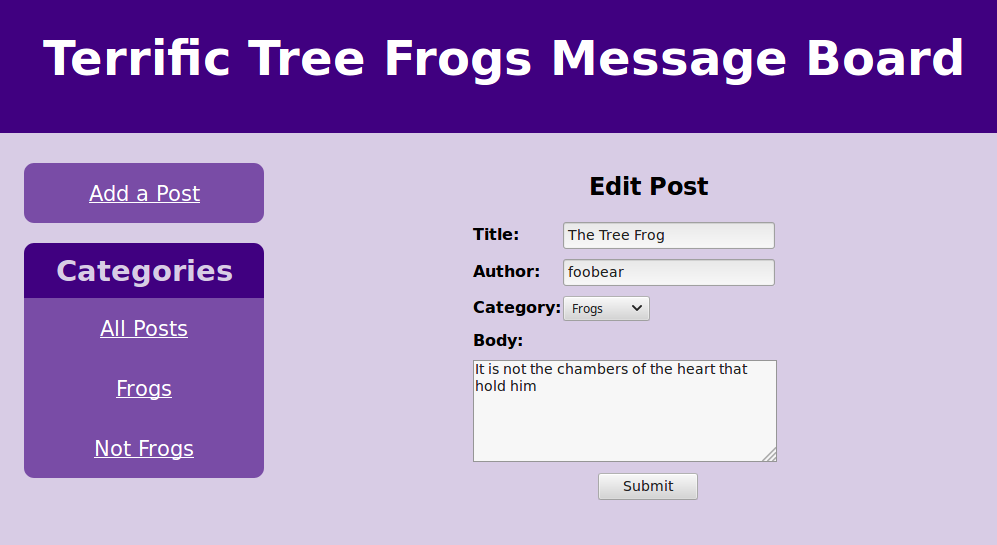 Terrific Tree Frogs Message Board
Add a Post
Categories
All Posts
Frogs
Not Frogs
Edit Post
Title: The Tree Frog
Author: foobear
Category: Frogs
Body:
It is not the chambers of the heart that
hold him
Submit